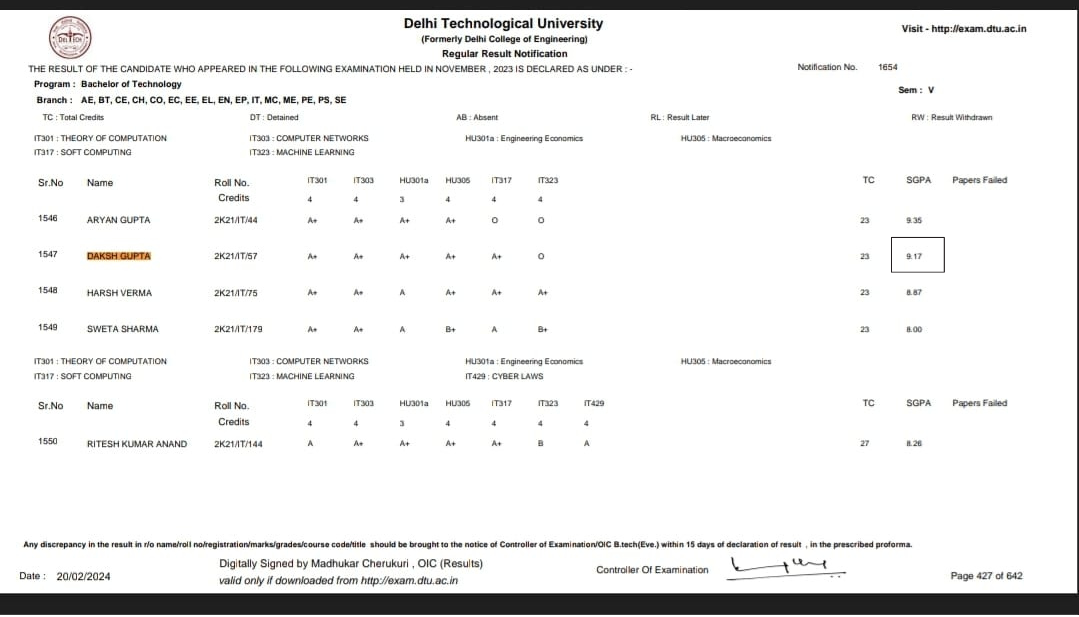 Delhi Technological University
(Formerly Delhi College of Engineering)
Visit - http://exam.dtu.ac.in
Regular Result Notification
THE RESULT OF THE CANDIDATE WHO APPEARED IN THE FOLLOWING EXAMINATION HELD IN NOVEMBER , 2023 IS DECLARED AS UNDER : -
Notification No. 1654
Program : Bachelor of Technology
Sem : V
Branch : AE, BT, CE, CH, CO, EC, EE, EL, EN, EP, IT, MC, ME, PE, PS, SE
TC : Total Credits DT : Detained AB : Absent RL : Result Later RW : Result Withdrawn
IT301 : THEORY OF COMPUTATION IT303 : COMPUTER NETWORKS HU301a : Engineering Economics HU305 : Macroeconomics
IT317 : SOFT COMPUTING IT323 : MACHINE LEARNING
Sr.No Name Roll No. IT301 IT303 HU301a HU305 IT317 IT323 TC SGPA Papers Failed
Credits 4 4 3 4 4 4
1546 ARYAN GUPTA 2K21/IT/44 A+ A+ A+ A+ O O 23 9.35
1547 DAKSH GUPTA 2K21/IT/57 A+ A+ A+ A+ A+ O 23 9.17
1548 HARSH VERMA 2K21/IT/75 A+ A+ A A+ A+ A+ 23 8.87
1549 SWETA SHARMA 2K21/IT/179 A+ A+ A B+ A B+ 23 8.00
IT301 : THEORY OF COMPUTATION IT303 : COMPUTER NETWORKS HU301a : Engineering Economics HU305 : Macroeconomics
IT317 : SOFT COMPUTING IT323 : MACHINE LEARNING IT429 : CYBER LAWS
Sr.No Name Roll No. IT301 IT303 HU301a HU305 IT317 IT323 IT429 TC SGPA Papers Failed
Credits 4 4 3 4 4 4 4
1550 RITESH KUMAR ANAND 2K21/IT/144 A A+ A+ A+ A+ B A 27 8.26
Any discrepancy in the result in r/o name/roll no/registration/marks/grades/course code/title should be brought to the notice of Controller of Examination/OIC B.tech(Eve.) within 15 days of declaration of result , in the prescribed proforma.
Digitally Signed by Madhukar Cherukuri , OIC (Results)
Date : 20/02/2024 valid only if downloaded from http://exam.dtu.ac.in
Controller Of Examination
Page 427 of 642